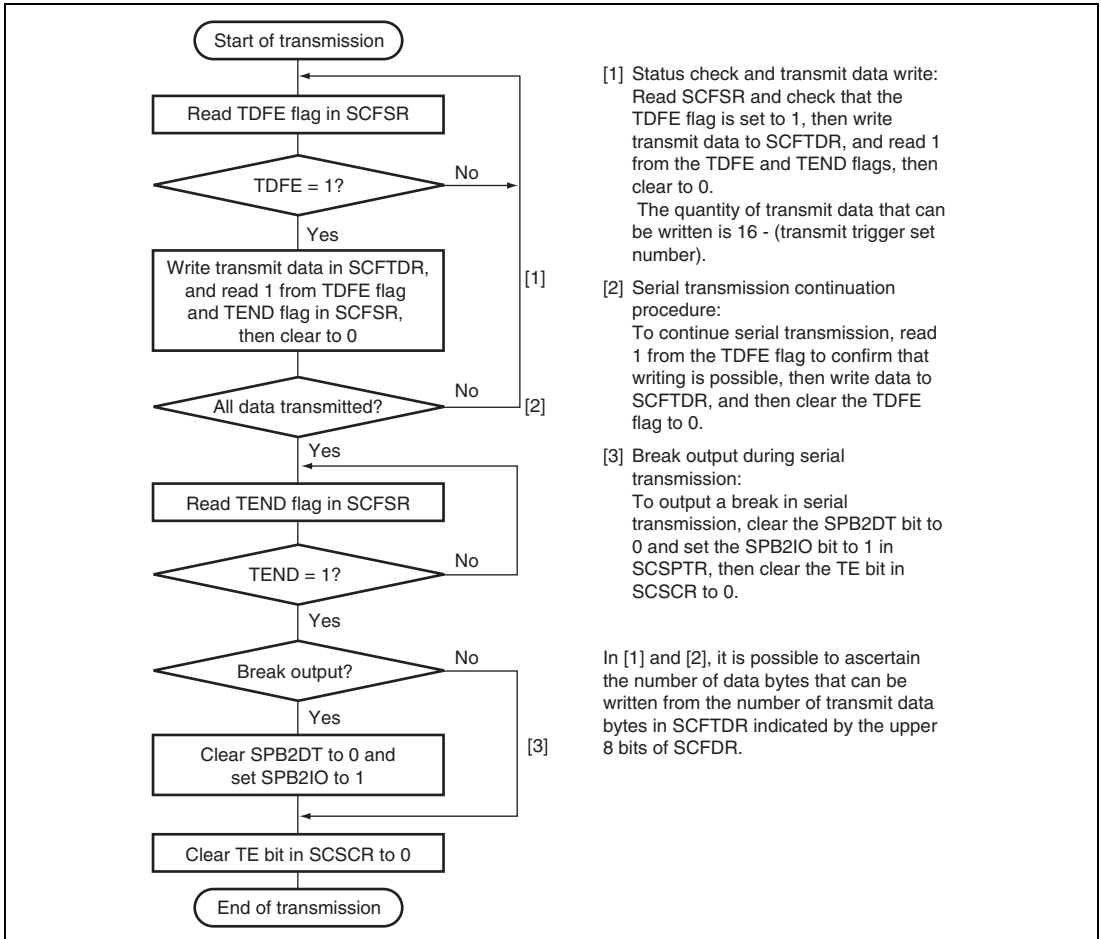 Start of transmission
Read TDFE flag in SCFSR
TDFE = 1?
No
Yes
Write transmit data in SCFTDR,
and read 1 from TDFE flag
and TEND flag in SCFSR,
then clear to 0
[1]
All data transmitted?
No
[2]
Yes
Read TEND flag in SCFSR
TEND = 1?
No
Yes
Break output?
No
Yes
Clear SPB2DT to 0 and
set SPB2IO to 1
[3]
Clear TE bit in SCSCR to 0
End of transmission
[1] Status check and transmit data write:
Read SCFSR and check that the
TDFE flag is set to 1, then write
transmit data to SCFTDR, and read 1
from the TDFE and TEND flags, then
clear to 0.
The quantity of transmit data that can
be written is 16 - (transmit trigger set
number).
[2] Serial transmission continuation
procedure:
To continue serial transmission, read
1 from the TDFE flag to confirm that
writing is possible, then write data to
SCFTDR, and then clear the TDFE
flag to 0.
[3] Break output during serial
transmission:
To output a break in serial
transmission, clear the SPB2DT bit to
0 and set the SPB2IO bit to 1 in
SCSPTR, then clear the TE bit in
SCSCR to 0.
In [1] and [2], it is possible to ascertain
the number of data bytes that can be
written from the number of transmit data
bytes in SCFTDR indicated by the upper
8 bits of SCFDR.